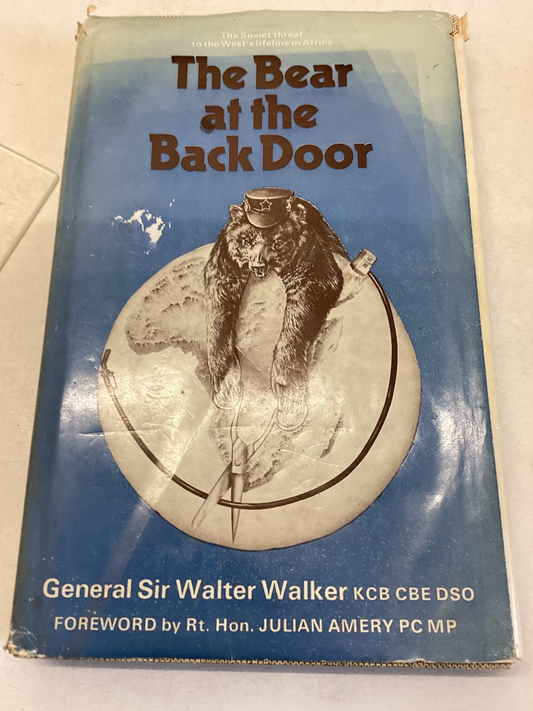 The Soviet threat
to the West's lifeline in Africa
The Bear
at the
Back Door
General Sir Walter Walker KCB CBE DSO
FOREWORD by Rt. Hon. JULIAN AMERY PC MP